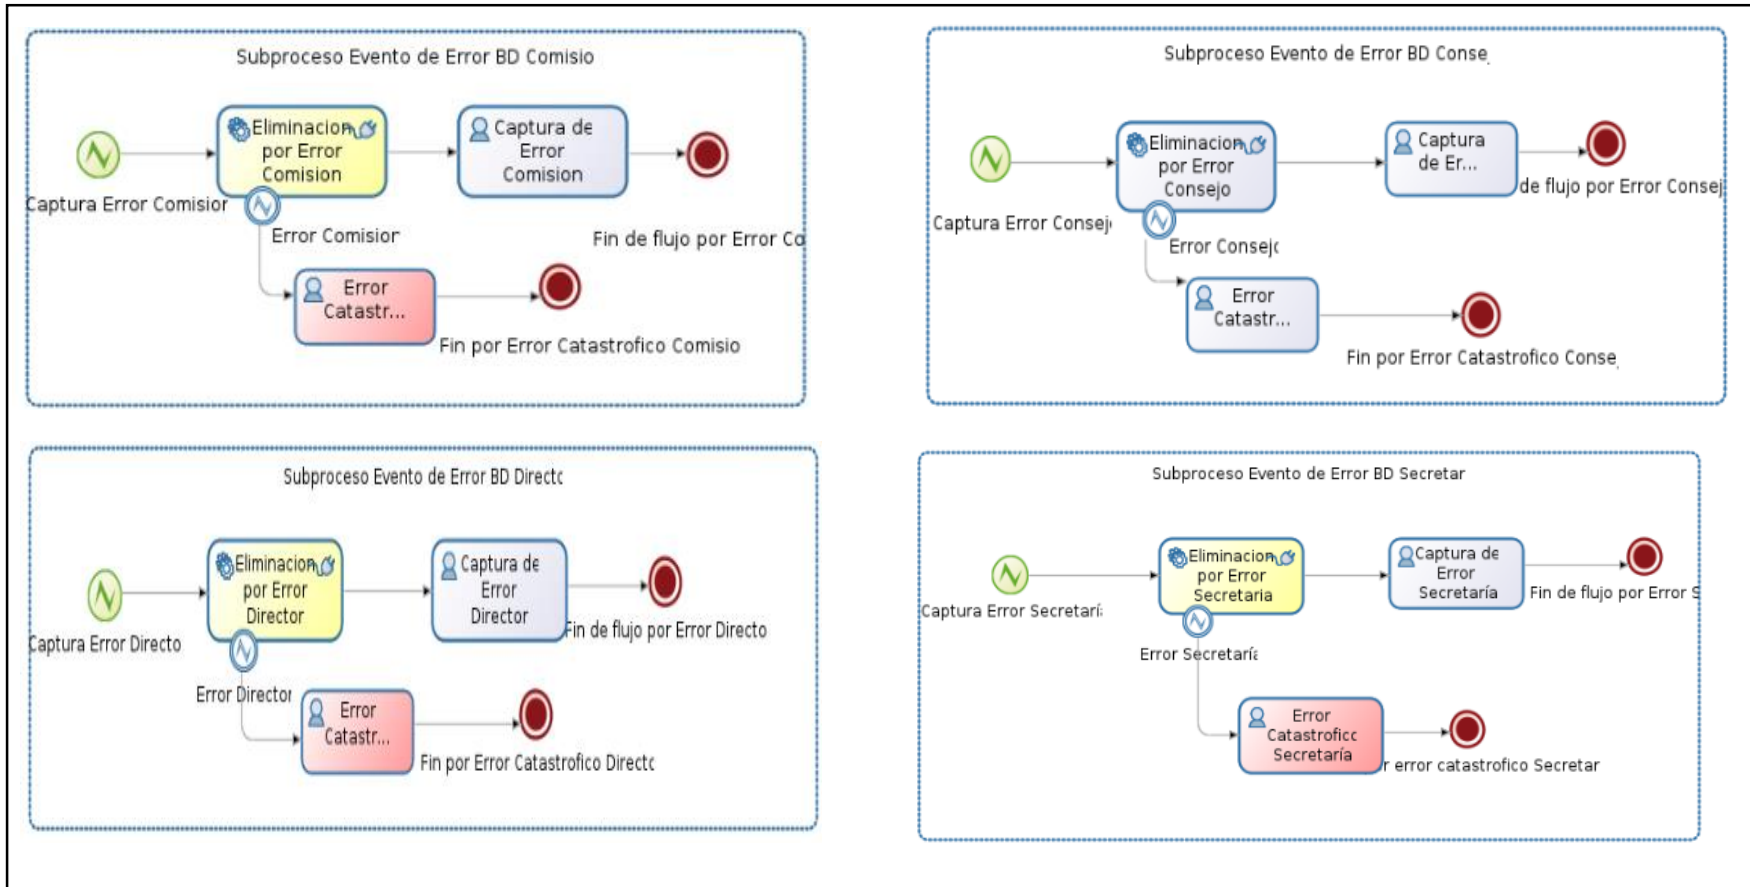 Subproceso Evento de Error BD Comisio
Eliminacion
por Error
Comision
Captura de
Error
Comision
Captura Error Comision
Error Comision
Fin de flujo por Error Co
Error
Catastr...
Fin por Error Catastrofico Comisio
Subproceso Evento de Error BD Conse
Eliminacion
por Error
Consejo
Captura
de Er...
de flujo por Error Consej
Captura Error Consej
Error Consejo
Error
Catastr...
Fin por Error Catastrofico Conse
Subproceso Evento de Error BD Directo
Eliminacion
por Error
Director
Captura de
Error
Director
Captura Error Directo
Fin de flujo por Error Directo
Error Director
Error
Catastr...
Fin por Error Catastrofico Directo
Subproceso Evento de Error BD Secretar
Eliminacion
por Error
Secretaria
Captura de
Error
Secretaría
Captura Error Secretaría
Fin de flujo por Error S
Error Secretaría
Error
Catastrofico
Secretaría
r error catastrofico Secretar